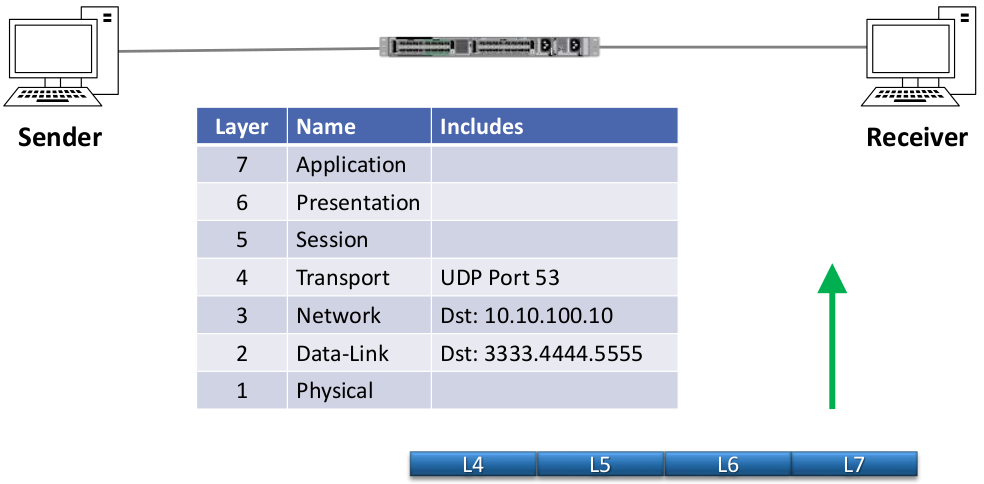 Sender
Receiver
Layer Name Includes
7 Application
6 Presentation
5 Session
4 Transport UDP Port 53
3 Network Dst: 10.10.100.10
2 Data-Link Dst: 3333.4444.5555
1 Physical
L4 L5 L6 L7